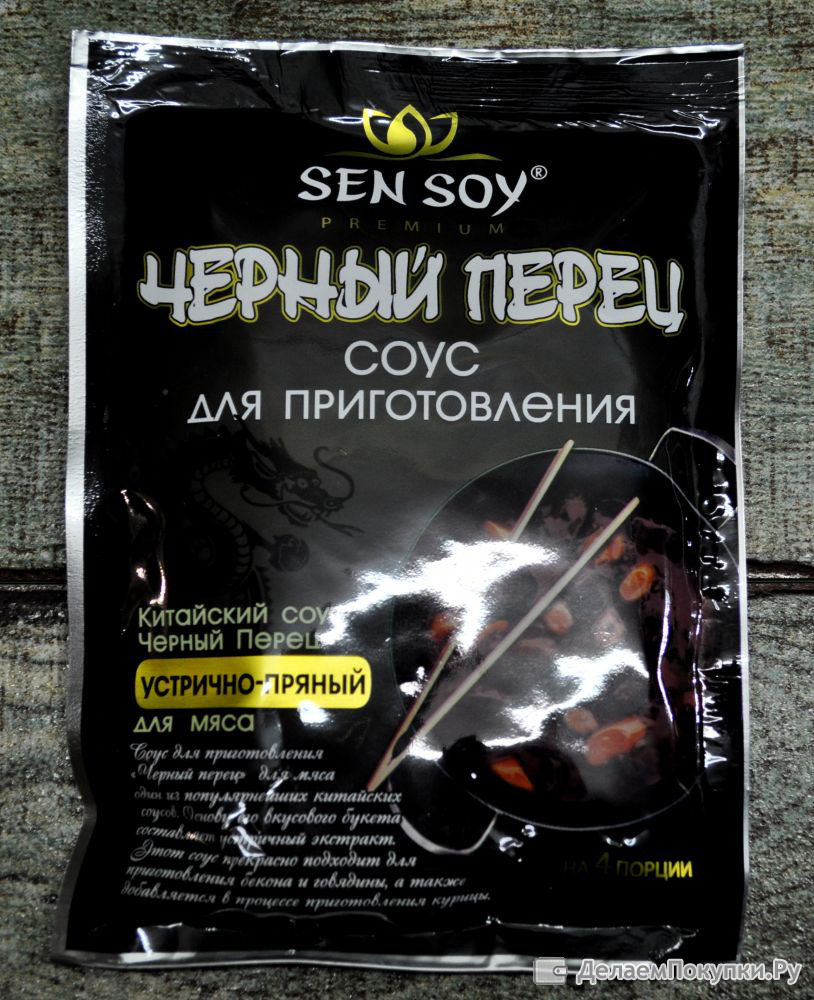 SEN SOY®
PREMIUM
ЧЕРНЫЙ ПЕРЕЦ
СОУС
ДЛЯ ПРИГОТОВЛЕНИЯ
Китайский соус
Черный Перец
УСТРИЧНО-ПРЯНЫЙ
для мяса
Соус для приготовления
«Черный перец» для мяса
один из популярнейших китайских
соусов. Основу его вкусового букета
составляет устричный экстракт.
Этот соус прекрасно подходит для
приготовления бекона и говядины, а также
добавляется в процессе приготовления курицы.
НА 4 ПОРЦИИ
ДелаемПокупки.Ру